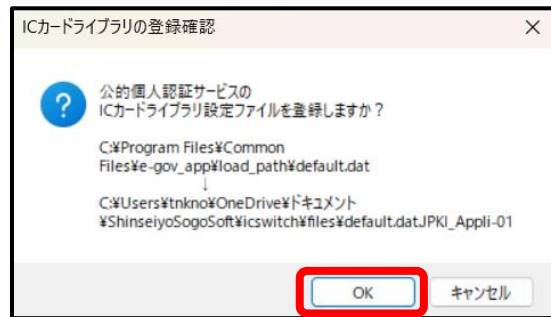 ICカードライブラリの登録確認
公的個人認証サービスの
ICカードライブラリ設定ファイルを登録しますか？
C:¥Program Files¥Common
Files¥e-gov_app¥load_path¥default.dat
↓
C:¥Users¥tnkno¥OneDrive¥ドキュメント
¥ShinseiyoSogoSoft¥icswitch¥files¥default.datJPKI_Appli-01
OK
キャンセル